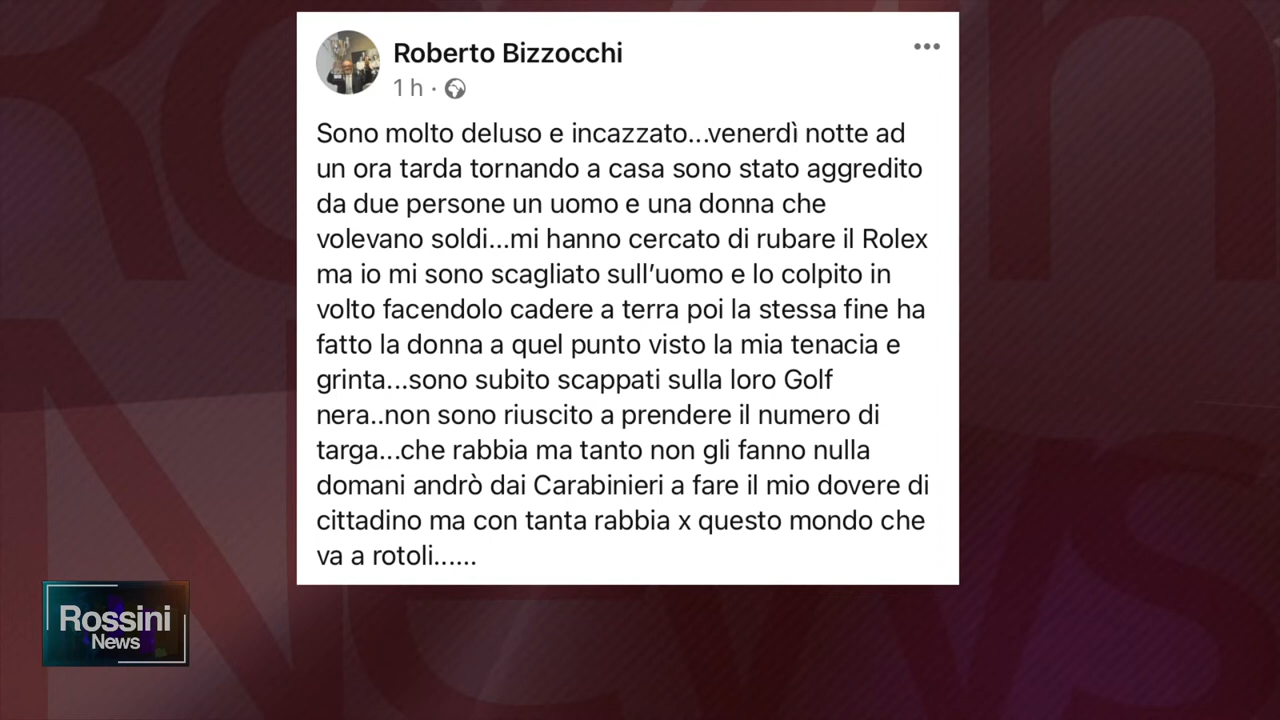 Roberto Bizzocchi
1 h ·
Sono molto deluso e incazzato...venerdì notte ad
un ora tarda tornando a casa sono stato aggredito
da due persone un uomo e una donna che
volevano soldi...mi hanno cercato di rubare il Rolex
ma io mi sono scagliato sull’uomo e lo colpito in
volto facendolo cadere a terra poi la stessa fine ha
fatto la donna a quel punto visto la mia tenacia e
grinta...sono subito scappati sulla loro Golf
nera..non sono riuscito a prendere il numero di
targa...che rabbia ma tanto non gli fanno nulla
domani andrò dai Carabinieri a fare il mio dovere di
cittadino ma con tanta rabbia x questo mondo che
va a rotoli......
Rossini
News